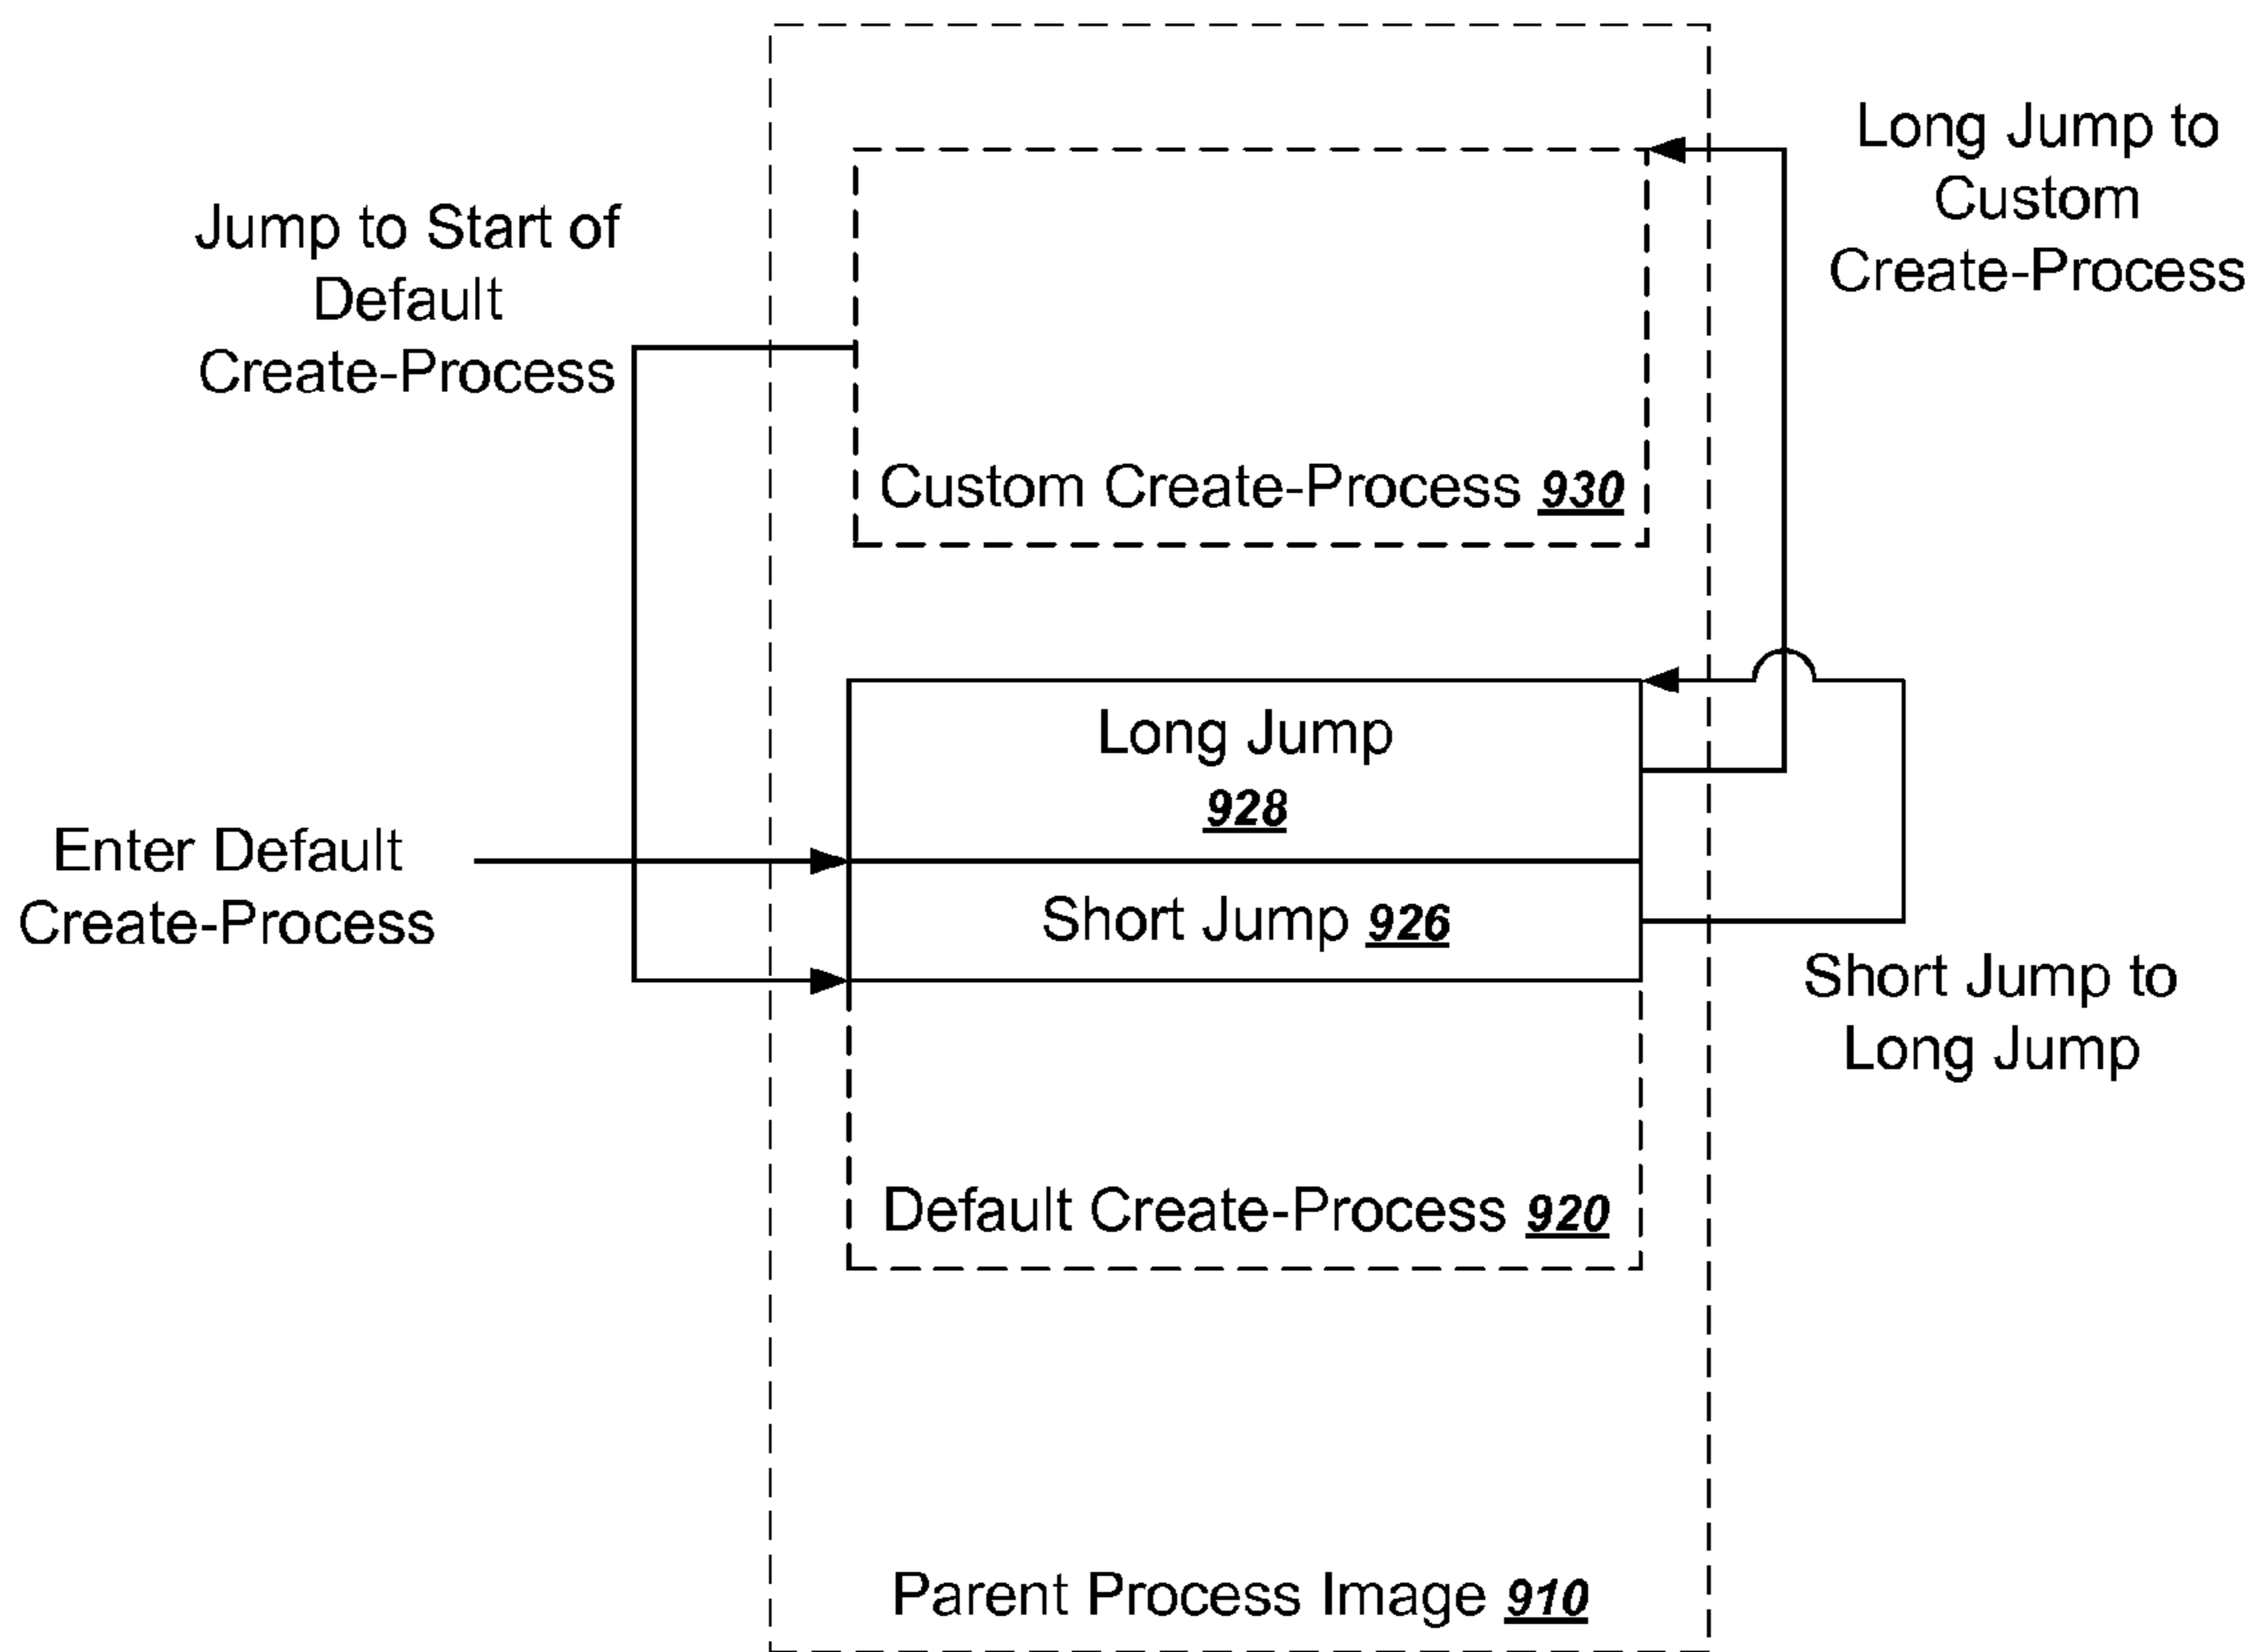 Long Jump to
Custom
Create-Process
Jump to Start of
Default
Create-Process
Custom Create-Process 930
Long Jump
928
Enter Default
Create-Process
Short Jump 926
Short Jump to
Long Jump
Default Create-Process 920
Parent Process Image 910